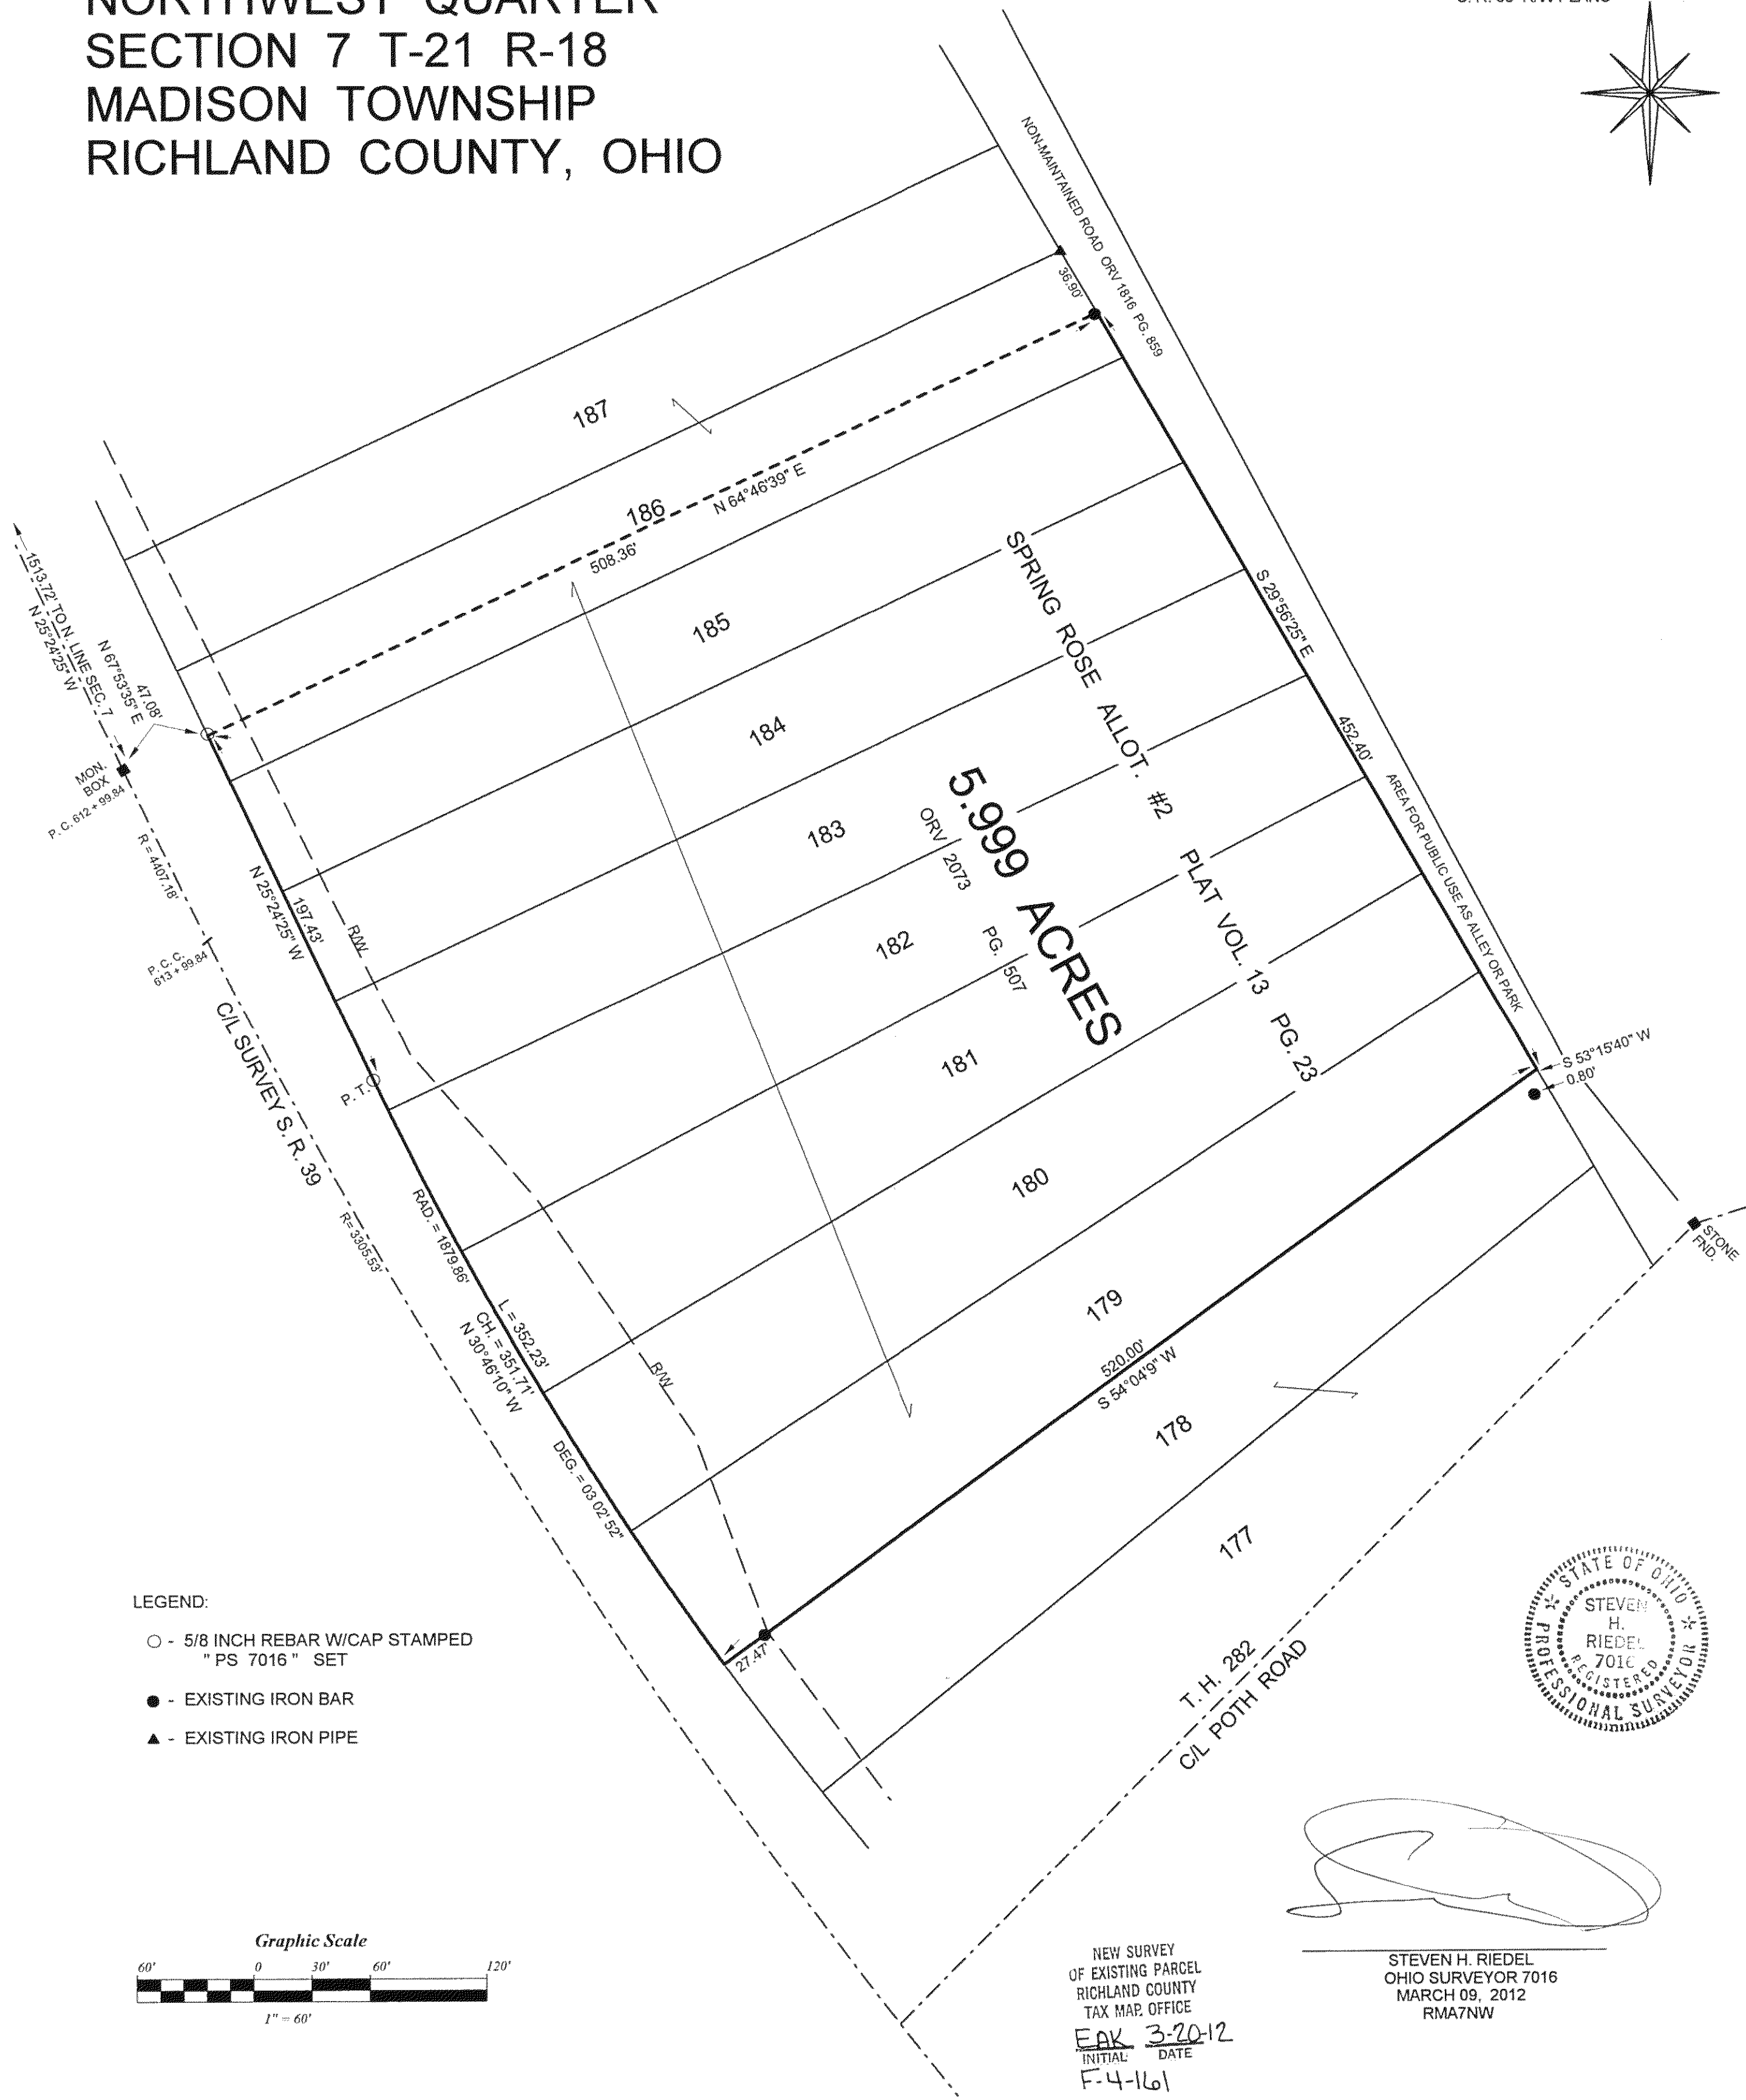 NORTHWEST QUARTER
SECTION 7 T-21 R-18
MADISON TOWNSHIP
RICHLAND COUNTY, OHIO
NON-MAINTAINED ROAD ORV 1816 PG. 859
36.90'
187
186
N 64°46'39" E
508.36'
185
184
183
182
181
180
179
178
177
SPRING ROSE ALLOT. #2 PLAT VOL. 13 PG. 23
5.999 ACRES
ORV 2073 PG. 507
S 29°56'25" E
452.40'
AREA FOR PUBLIC USE AS ALLEY OR PARK
S 53°15'40" W
0.80'
STONE
FND.
1513.72' TO N. LINE SEC. 7
N 25°24'25" W
47.08'
N 67°53'35" E
MON.
BOX
P. C. 612 + 99.84
R = 4407.18'
P. C. C.
613 + 99.84
C/L SURVEY S. R. 39
R= 3305.53'
197.43'
N 25°24'25" W
R/W
P. T.
RAD. = 1879.86'
L = 352.23'
CH. = 351.71'
N 30°46'10" W
DEG. = 03 02' 52"
R/W
520.00'
S 54°04'9" W
27.47'
T. H. 282
C/L POTH ROAD
LEGEND:
- 5/8 INCH REBAR W/CAP STAMPED
" PS 7016 " SET
- EXISTING IRON BAR
- EXISTING IRON PIPE
Graphic Scale
60' 0 30' 60' 120'
1" = 60'
STATE OF OHIO
STEVEN
H.
RIEDEL
7016
REGISTERED
PROFESSIONAL SURVEYOR
STEVEN H. RIEDEL
OHIO SURVEYOR 7016
MARCH 09, 2012
RMA7NW
NEW SURVEY
OF EXISTING PARCEL
RICHLAND COUNTY
TAX MAP OFFICE
EAK 3-20-12
INITIAL DATE
F-4-161